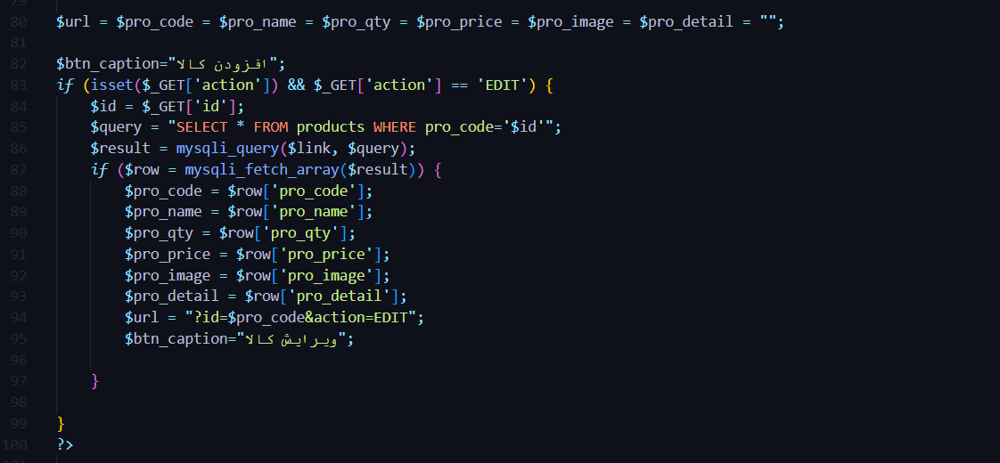 80 $url = $pro_code = $pro_name = $pro_qty = $pro_price = $pro_image = $pro_detail = "";
81
82 $btn_caption="افزودن کالا";
83 if (isset($_GET['action']) && $_GET['action'] == 'EDIT') {
84 $id = $_GET['id'];
85 $query = "SELECT * FROM products WHERE pro_code='$id'";
86 $result = mysqli_query($link, $query);
87 if ($row = mysqli_fetch_array($result)) {
88 $pro_code = $row['pro_code'];
89 $pro_name = $row['pro_name'];
90 $pro_qty = $row['pro_qty'];
91 $pro_price = $row['pro_price'];
92 $pro_image = $row['pro_image'];
93 $pro_detail = $row['pro_detail'];
94 $url = "?id=$pro_code&action=EDIT";
95 $btn_caption="ویرایش کالا";
96
97 }
98
99 }
100 ?>